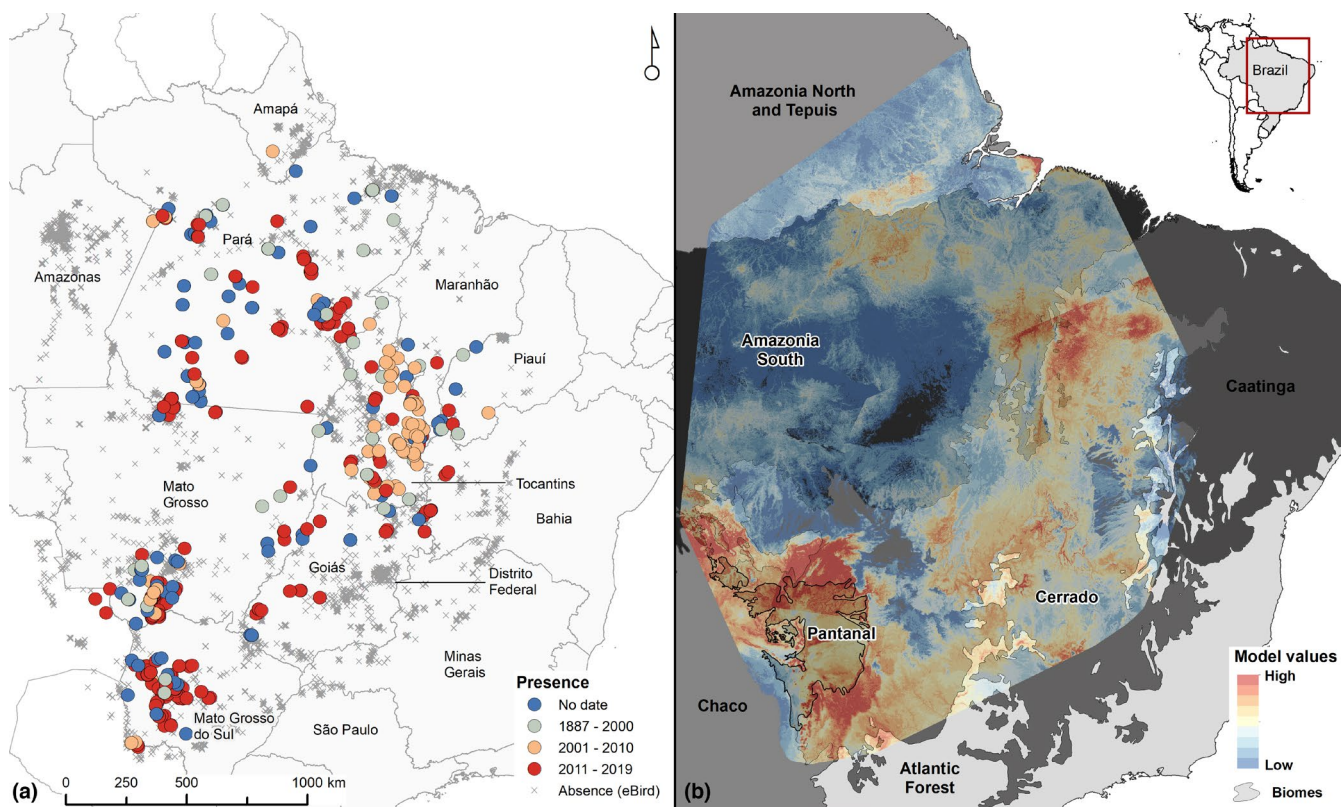 Amapá
Pará
Amazonas
Maranhão
Piauí
Mato
Grosso
Tocantins
Bahia
Goiás
Distrito
Federal
Minas
Gerais
Mato Grosso
do Sul
São Paulo
Presence
No date
1887 - 2000
2001 - 2010
2011 - 2019
Absence (eBird)
0 250 500 1000 km
(a)
Brazil
Amazonia North
and Tepuis
Amazonia
South
Caatinga
Cerrado
Pantanal
Chaco
Atlantic
Forest
Model values
High
Low
Biomes
(b)